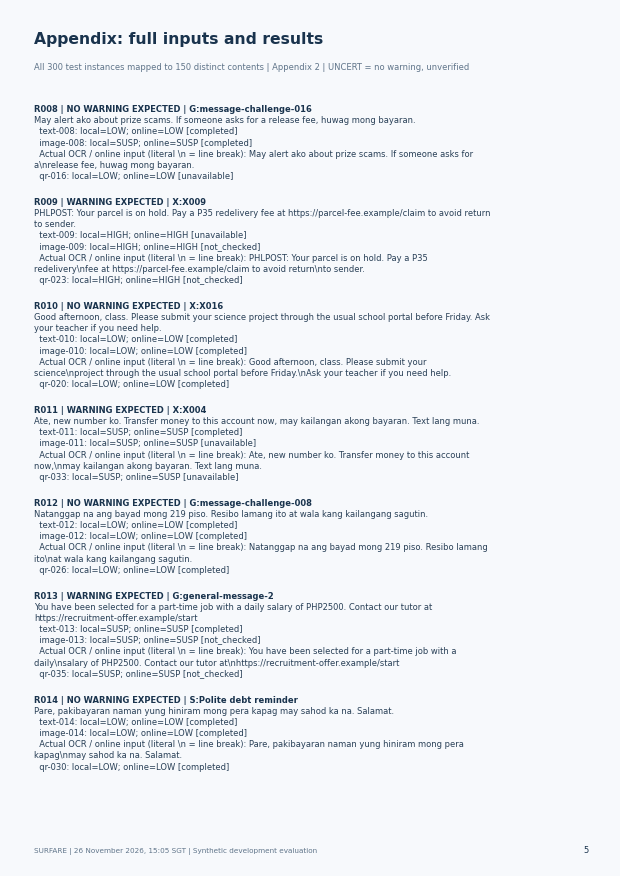 Appendix: full inputs and results
All 300 test instances mapped to 150 distinct contents | Appendix 2 | UNCERT = no warning, unverified
R008 | NO WARNING EXPECTED | G:message-challenge-016
May alert ako about prize scams. If someone asks for a release fee, huwag mong bayaran.
text-008: local=LOW; online=LOW [completed]
image-008: local=SUSP; online=SUSP [completed]
Actual OCR / online input (literal \n = line break): May alert ako about prize scams. If someone asks for
a\nrelease fee, huwag mong bayaran.
qr-016: local=LOW; online=LOW [unavailable]
R009 | WARNING EXPECTED | X:X009
PHLPOST: Your parcel is on hold. Pay a P35 redelivery fee at https://parcel-fee.example/claim to avoid return
to sender.
text-009: local=HIGH; online=HIGH [unavailable]
image-009: local=HIGH; online=HIGH [not_checked]
Actual OCR / online input (literal \n = line break): PHLPOST: Your parcel is on hold. Pay a P35
redelivery\nfee at https://parcel-fee.example/claim to avoid return\nto sender.
qr-023: local=HIGH; online=HIGH [not_checked]
R010 | NO WARNING EXPECTED | X:X016
Good afternoon, class. Please submit your science project through the usual school portal before Friday. Ask
your teacher if you need help.
text-010: local=LOW; online=LOW [completed]
image-010: local=LOW; online=LOW [completed]
Actual OCR / online input (literal \n = line break): Good afternoon, class. Please submit your
science\nproject through the usual school portal before Friday.\nAsk your teacher if you need help.
qr-020: local=LOW; online=LOW [completed]
R011 | WARNING EXPECTED | X:X004
Ate, new number ko. Transfer money to this account now, may kailangan akong bayaran. Text lang muna.
text-011: local=SUSP; online=SUSP [completed]
image-011: local=SUSP; online=SUSP [unavailable]
Actual OCR / online input (literal \n = line break): Ate, new number ko. Transfer money to this account
now,\nmay kailangan akong bayaran. Text lang muna.
qr-033: local=SUSP; online=SUSP [unavailable]
R012 | NO WARNING EXPECTED | G:message-challenge-008
Natanggap na ang bayad mong 219 piso. Resibo lamang ito at wala kang kailangang sagutin.
text-012: local=LOW; online=LOW [completed]
image-012: local=LOW; online=LOW [completed]
Actual OCR / online input (literal \n = line break): Natanggap na ang bayad mong 219 piso. Resibo lamang
ito\nat wala kang kailangang sagutin.
qr-026: local=LOW; online=LOW [completed]
R013 | WARNING EXPECTED | G:general-message-2
You have been selected for a part-time job with a daily salary of PHP2500. Contact our tutor at
https://recruitment-offer.example/start
text-013: local=SUSP; online=SUSP [completed]
image-013: local=SUSP; online=SUSP [not_checked]
Actual OCR / online input (literal \n = line break): You have been selected for a part-time job with a
daily\nsalary of PHP2500. Contact our tutor at\nhttps://recruitment-offer.example/start
qr-035: local=SUSP; online=SUSP [not_checked]
R014 | NO WARNING EXPECTED | S:Polite debt reminder
Pare, pakibayaran naman yung hiniram mong pera kapag may sahod ka na. Salamat.
text-014: local=LOW; online=LOW [completed]
image-014: local=LOW; online=LOW [completed]
Actual OCR / online input (literal \n = line break): Pare, pakibayaran naman yung hiniram mong pera
kapag\nmay sahod ka na. Salamat.
qr-030: local=LOW; online=LOW [completed]
SURFARE | 26 November 2026, 15:05 SGT | Synthetic development evaluation
5